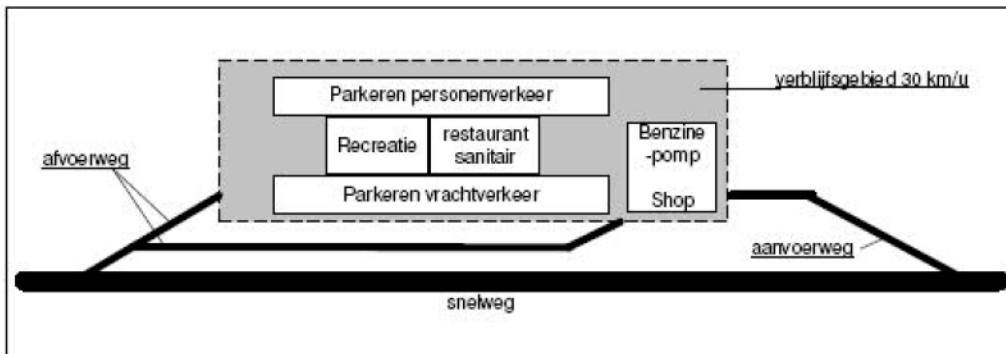 Parkeren personenverkeer
verblijfsgebied 30 km/u
Recreatie
restaurant
sanitair
Benzine
-pomp
Shop
afvoerweg
Parkeren vrachtverkeer
aanvoerweg
snelweg